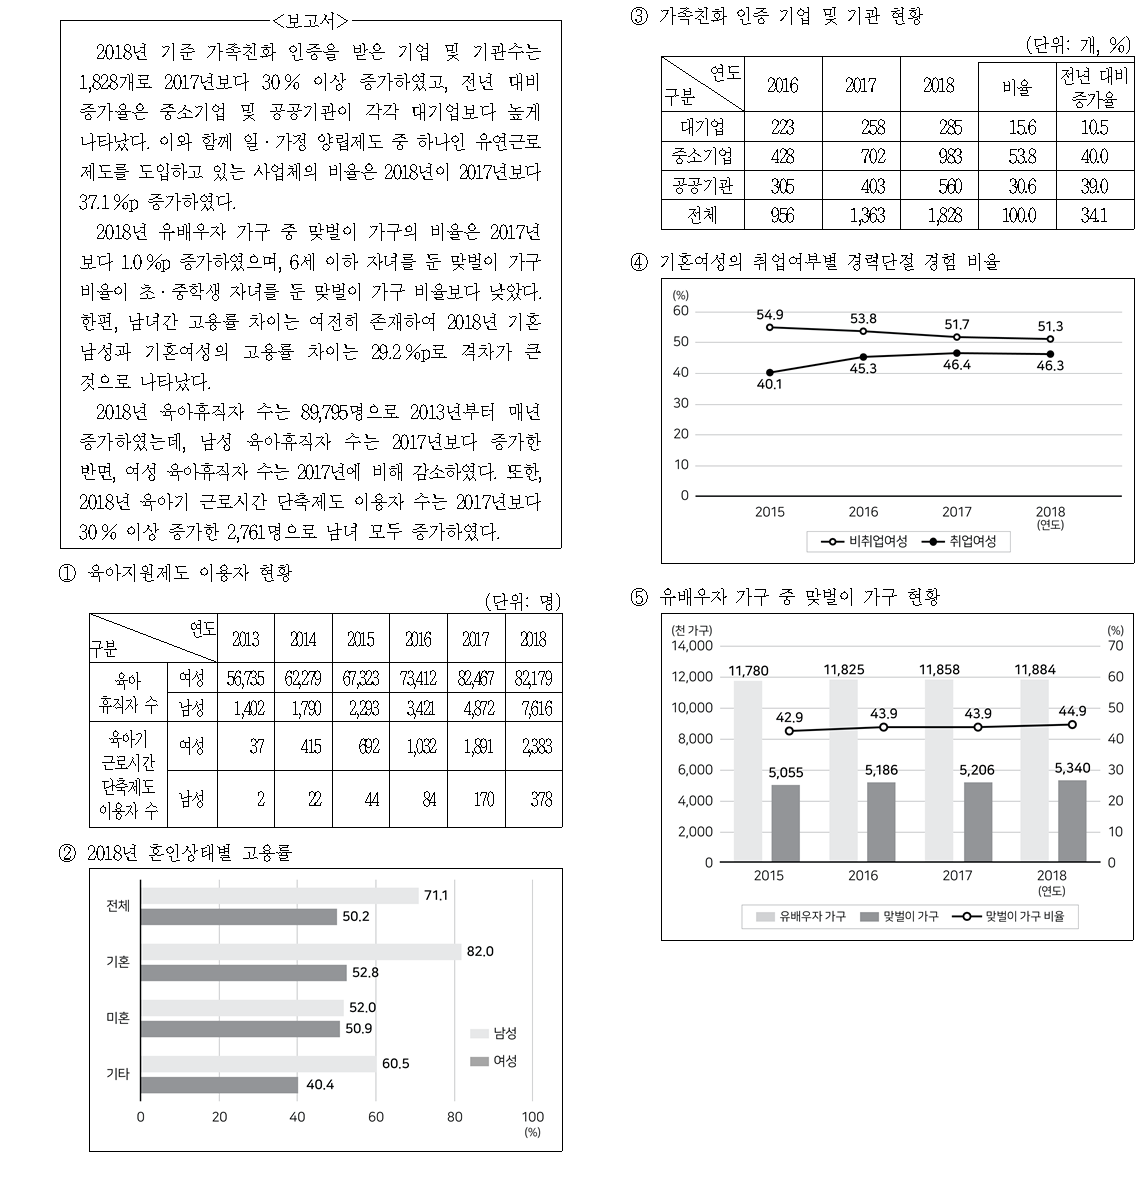 <보고서>
2018년 기준 가족친화 인증을 받은 기업 및 기관수는
1,828개로 2017년보다 30 % 이상 증가하였고, 전년 대비
증가율은 중소기업 및 공공기관이 각각 대기업보다 높게
나타났다. 이와 함께 일ㆍ가정 양립제도 중 하나인 유연근로
제도를 도입하고 있는 사업체의 비율은 2018년이 2017년보다
37.1 %p 증가하였다.
2018년 유배우자 가구 중 맞벌이 가구의 비율은 2017년
보다 1.0 %p 증가하였으며, 6세 이하 자녀를 둔 맞벌이 가구
비율이 초ㆍ중학생 자녀를 둔 맞벌이 가구 비율보다 낮았다.
한편, 남녀간 고용률 차이는 여전히 존재하여 2018년 기혼
남성과 기혼여성의 고용률 차이는 29.2 %p로 격차가 큰
것으로 나타났다.
2018년 육아휴직자 수는 89,795명으로 2013년부터 매년
증가하였는데, 남성 육아휴직자 수는 2017년보다 증가한
반면, 여성 육아휴직자 수는 2017년에 비해 감소하였다. 또한,
2018년 육아기 근로시간 단축제도 이용자 수는 2017년보다
30 % 이상 증가한 2,761명으로 남녀 모두 증가하였다.
① 육아지원제도 이용자 현황
(단위: 명)
연도
구분 2013 2014 2015 2016 2017 2018
육아
휴직자 수
여성 56,735 62,279 67,323 73,412 82,467 82,179
남성 1,402 1,790 2,293 3,421 4,872 7,616
육아기
근로시간
단축제도
이용자 수
여성 37 415 692 1,032 1,891 2,383
남성 2 22 44 84 170 378
② 2018년 혼인상태별 고용률
전체 71.1
50.2
기혼 82.0
52.8
미혼 52.0
50.9
기타 60.5
40.4
남성
여성
0 20 40 60 80 100
(%)
③ 가족친화 인증 기업 및 기관 현황
(단위: 개, %)
연도
구분 2016 2017 2018 비율 전년 대비
증가율
대기업 223 258 285 15.6 10.5
중소기업 428 702 983 53.8 40.0
공공기관 305 403 560 30.6 39.0
전체 956 1,363 1,828 100.0 34.1
④ 기혼여성의 취업여부별 경력단절 경험 비율
(%)
60
50
40
30
20
10
0
54.9 53.8 51.7 51.3
40.1 45.3 46.4 46.3
2015 2016 2017 2018
(연도)
비취업여성 취업여성
⑤ 유배우자 가구 중 맞벌이 가구 현황
(천 가구) (%)
14,000 70
12,000 60
10,000 50
8,000 40
6,000 30
4,000 20
2,000 10
0 0
11,780 11,825 11,858 11,884
42.9 43.9 43.9 44.9
5,055 5,186 5,206 5,340
2015 2016 2017 2018
(연도)
유배우자 가구 맞벌이 가구 맞벌이 가구 비율